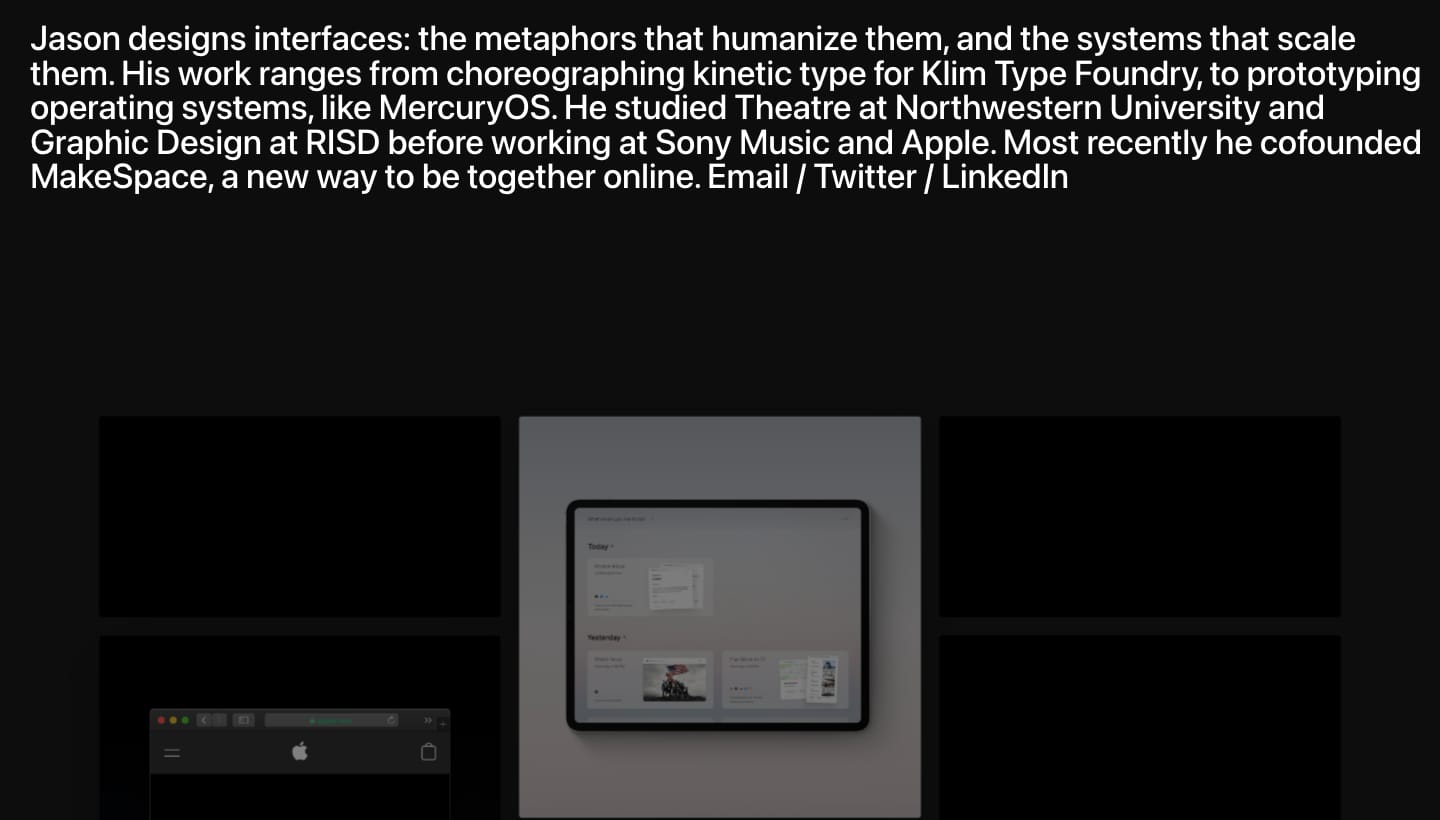 Jason designs interfaces: the metaphors that humanize them, and the systems that scale
them. His work ranges from choreographing kinetic type for Klim Type Foundry, to prototyping
operating systems, like MercuryOS. He studied Theatre at Northwestern University and
Graphic Design at RISD before working at Sony Music and Apple. Most recently he cofounded
MakeSpace, a new way to be together online. Email / Twitter / LinkedIn
Today
Yesterday